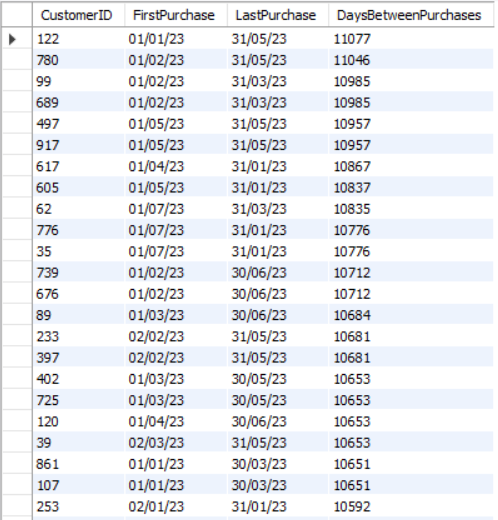 CustomerID FirstPurchase LastPurchase DaysBetweenPurchases
122 01/01/23 31/05/23 11077
780 01/02/23 31/05/23 11046
99 01/02/23 31/03/23 10985
689 01/02/23 31/03/23 10985
497 01/05/23 31/05/23 10957
917 01/05/23 31/05/23 10957
617 01/04/23 31/01/23 10867
605 01/05/23 31/01/23 10837
62 01/07/23 31/03/23 10835
776 01/07/23 31/01/23 10776
35 01/07/23 31/01/23 10776
739 01/02/23 30/06/23 10712
676 01/02/23 30/06/23 10712
89 01/03/23 30/06/23 10684
233 02/02/23 31/05/23 10681
397 02/02/23 31/05/23 10681
402 01/03/23 30/05/23 10653
725 01/03/23 30/05/23 10653
120 01/04/23 30/06/23 10653
39 02/03/23 31/05/23 10653
861 01/01/23 30/03/23 10651
107 01/01/23 30/03/23 10651
253 02/01/23 31/01/23 10592